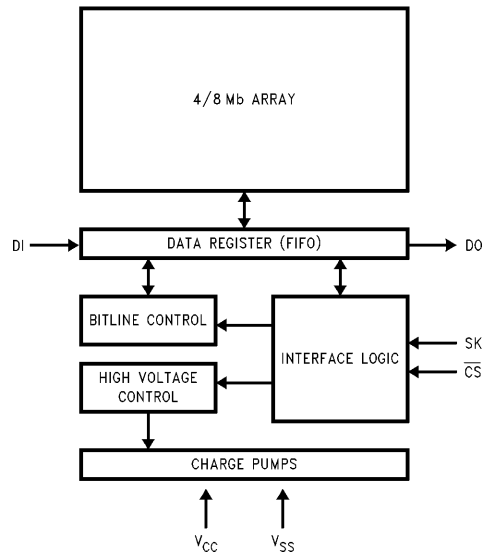 4/8 Mb ARRAY
DI
DATA REGISTER (FIFO)
DO
BITLINE CONTROL
INTERFACE LOGIC
SK
C̅S̅
HIGH VOLTAGE
CONTROL
CHARGE PUMPS
VCC
VSS